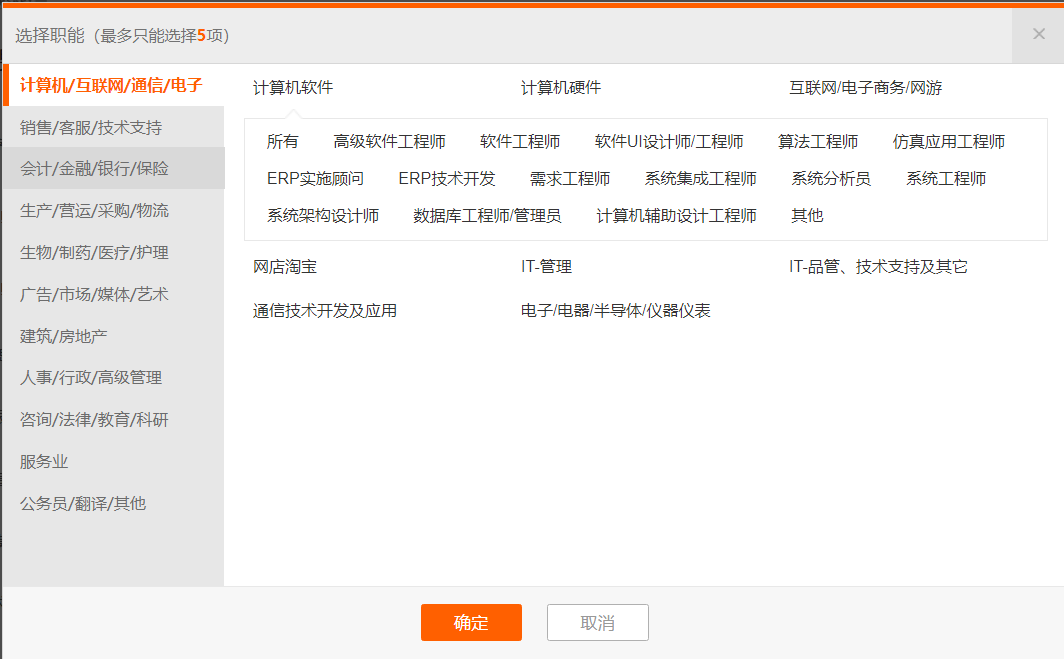 选择职能（最多只能选择5项）
×
计算机/互联网/通信/电子
销售/客服/技术支持
会计/金融/银行/保险
生产/营运/采购/物流
生物/制药/医疗/护理
广告/市场/媒体/艺术
建筑/房地产
人事/行政/高级管理
咨询/法律/教育/科研
服务业
公务员/翻译/其他
计算机软件 计算机硬件 互联网/电子商务/网游
所有 高级软件工程师 软件工程师 软件UI设计师/工程师 算法工程师 仿真应用工程师
ERP实施顾问 ERP技术开发 需求工程师 系统集成工程师 系统分析员 系统工程师
系统架构设计师 数据库工程师/管理员 计算机辅助设计工程师 其他
网店淘宝 IT-管理 IT-品管、技术支持及其它
通信技术开发及应用 电子/电器/半导体/仪器仪表
确定 取消